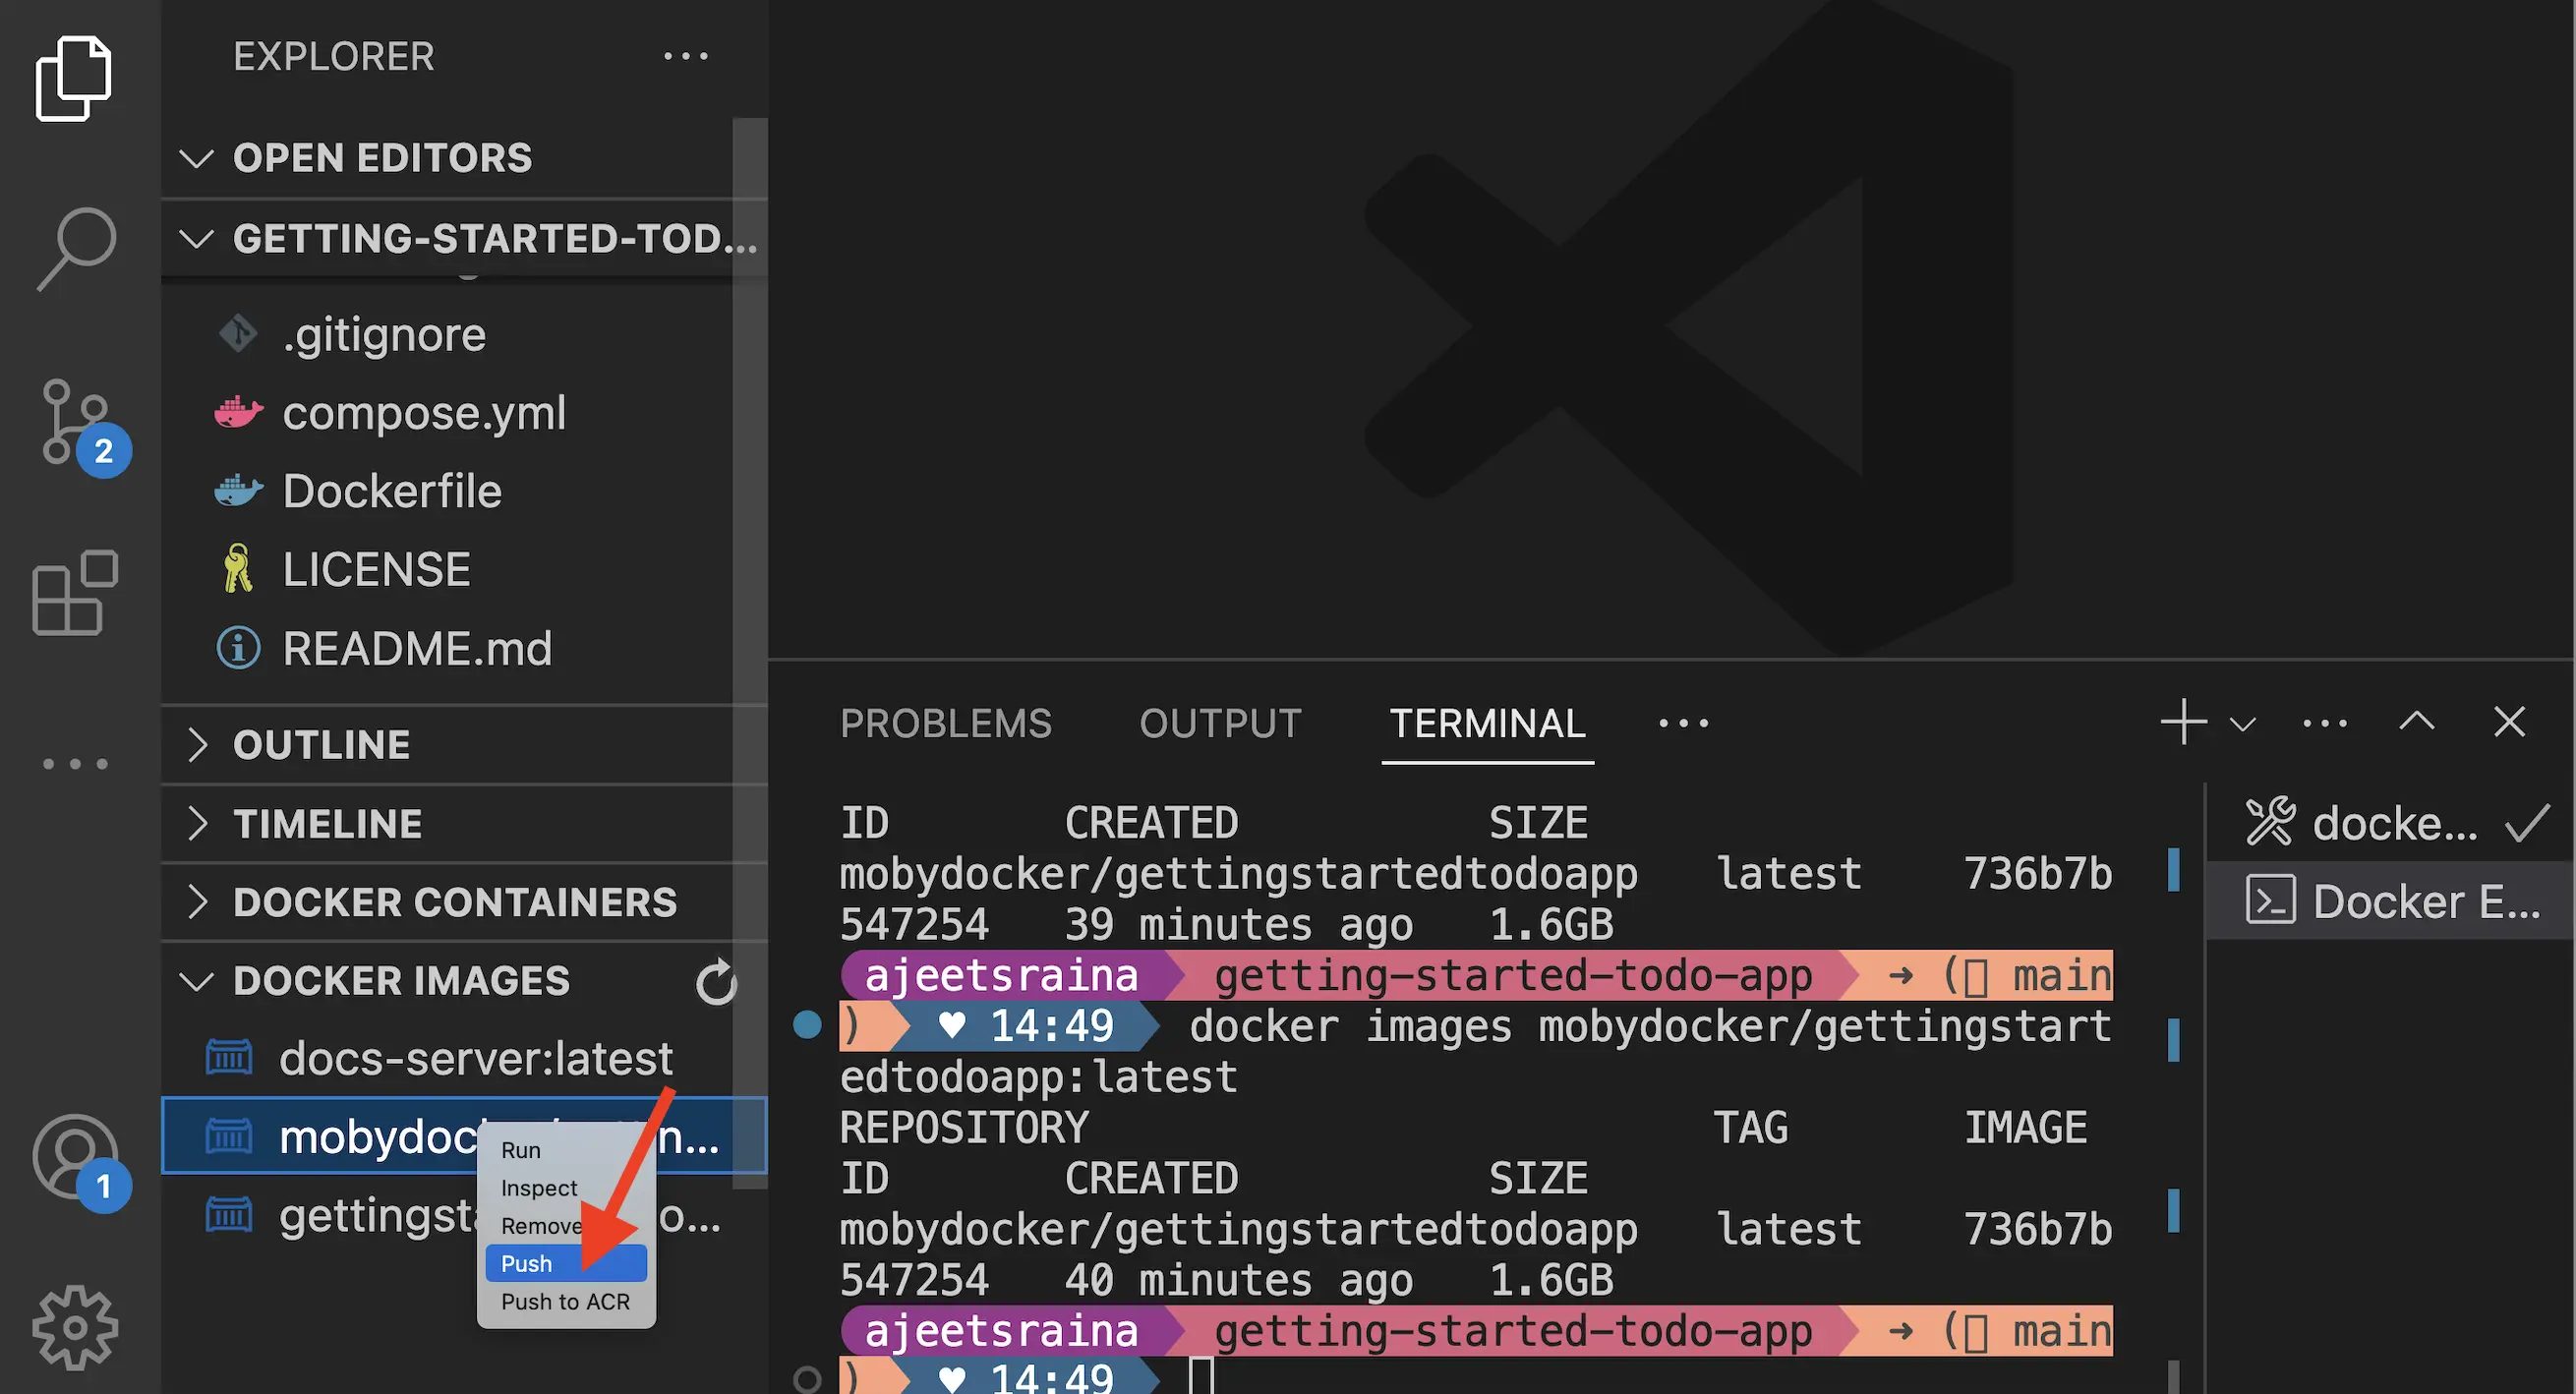 EXPLORER
OPEN EDITORS
GETTING-STARTED-TOD...
.gitignore
compose.yml
Dockerfile
LICENSE
README.md
OUTLINE
TIMELINE
DOCKER CONTAINERS
DOCKER IMAGES
docs-server:latest
mobydoc n...
gettingst o...
Run
Inspect
Remove
Push
Push to ACR
2
1
PROBLEMS OUTPUT TERMINAL
ID CREATED SIZE
mobydocker/gettingstartedtodoapp latest 736b7b
547254 39 minutes ago 1.6GB
ajeetsraina getting-started-todo-app ➜ ( main
) ♥ 14:49 docker images mobydocker/gettingstart
edtodoapp:latest
REPOSITORY TAG IMAGE
ID CREATED SIZE
mobydocker/gettingstartedtodoapp latest 736b7b
547254 40 minutes ago 1.6GB
ajeetsraina getting-started-todo-app ➜ ( main
) ♥ 14:49
docke...
Docker E...